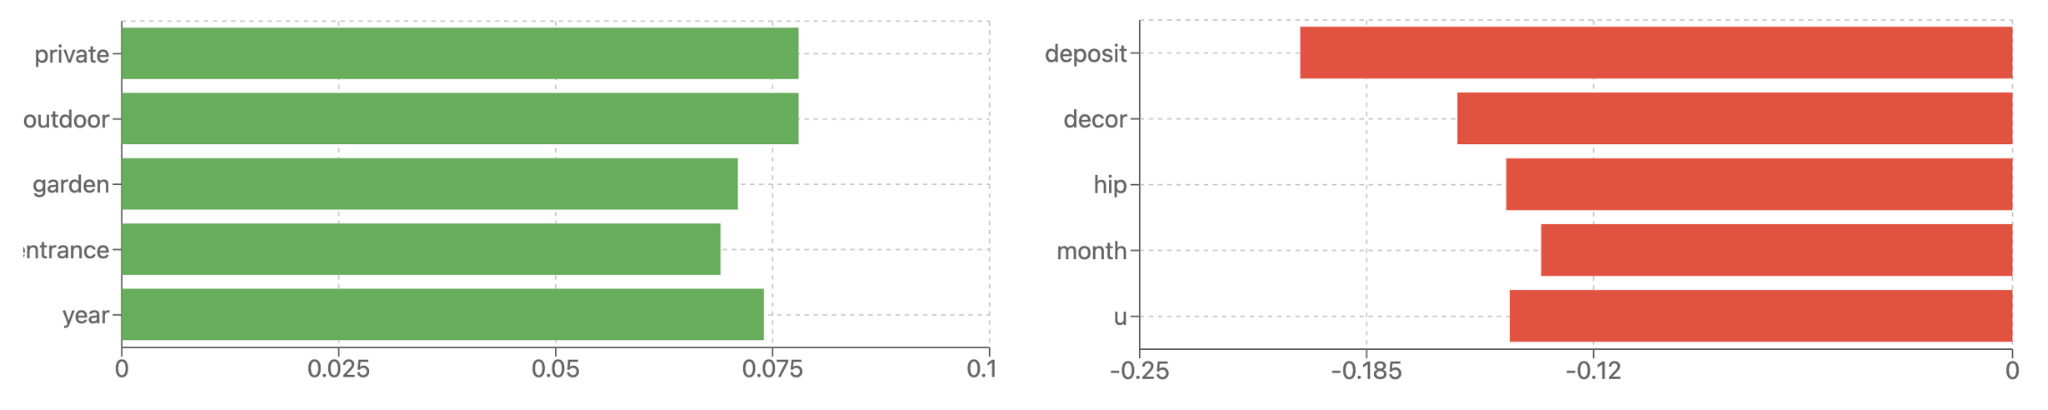 private
outdoor
garden
ntrance
year
0 0.025 0.05 0.075 0.1
deposit
decor
hip
month
u
-0.25 -0.185 -0.12 0